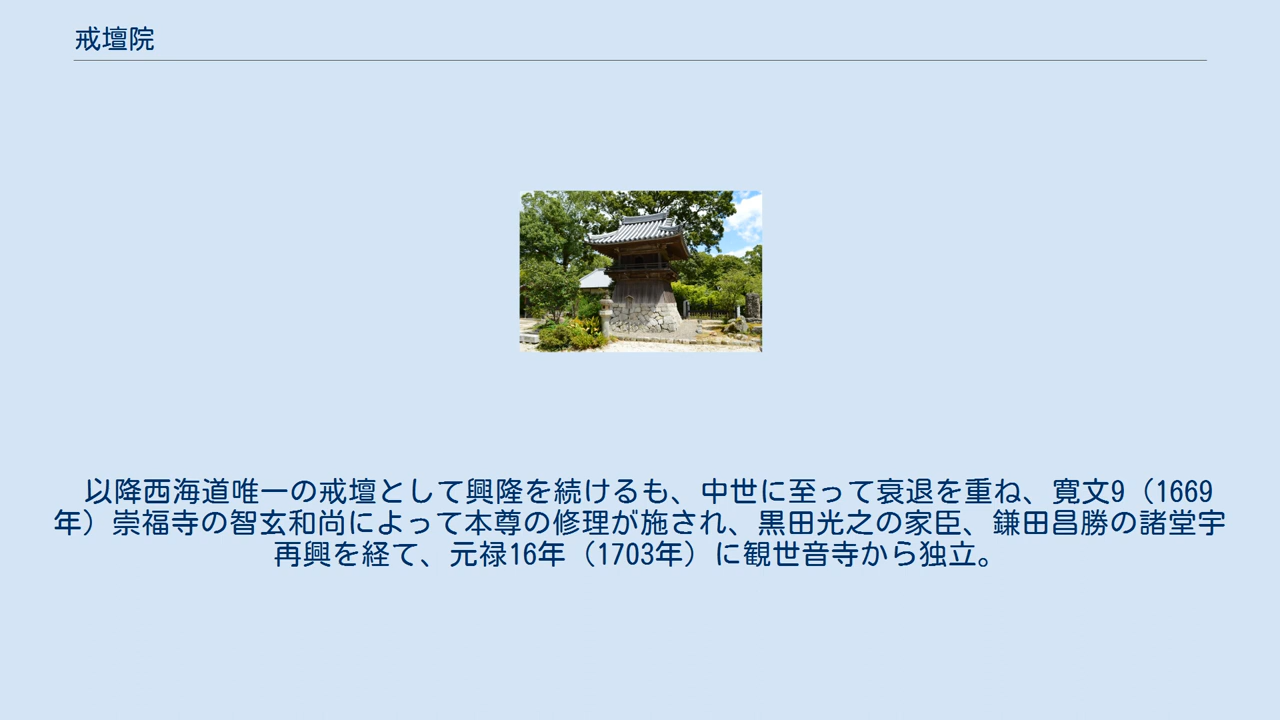 戒壇院
以降西海道唯一の戒壇として興隆を続けるも、中世に至って衰退を重ね、寛文9（1669
年）崇福寺の智玄和尚によって本尊の修理が施され、黒田光之の家臣、鎌田昌勝の諸堂宇
再興を経て、元禄16年（1703年）に観世音寺から独立。